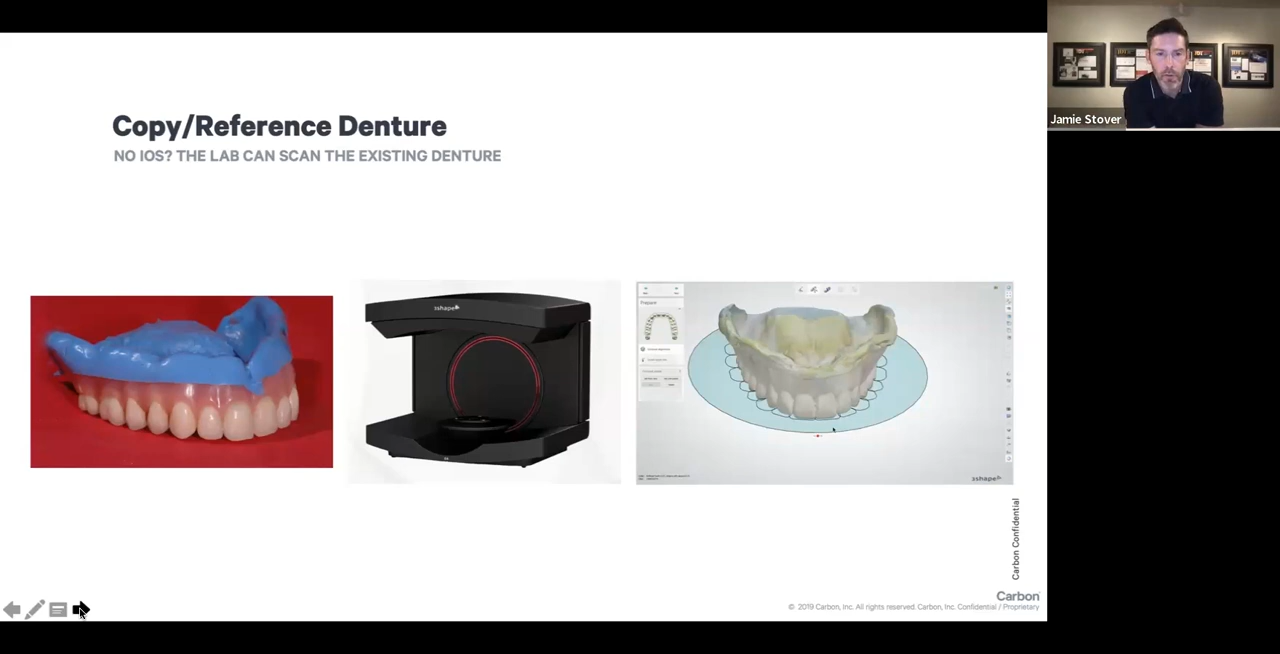 Copy/Reference Denture
NO IOS? THE LAB CAN SCAN THE EXISTING DENTURE
3shape
3shape
Carbon Confidential
Carbon
© 2019 Carbon, Inc. All rights reserved. Carbon, Inc. Confidential / Proprietary
Jamie Stover